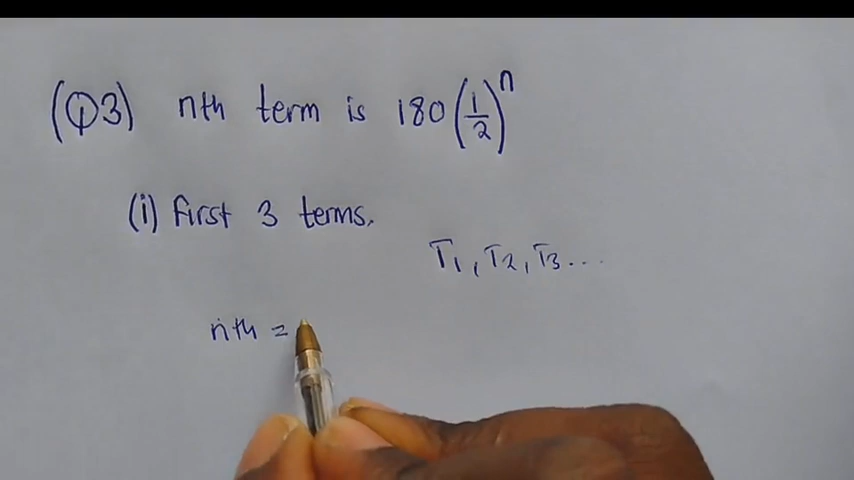 (Q3) nth term is 180(1/2)^n
(i) First 3 terms.
T1, T2, T3...
nth =